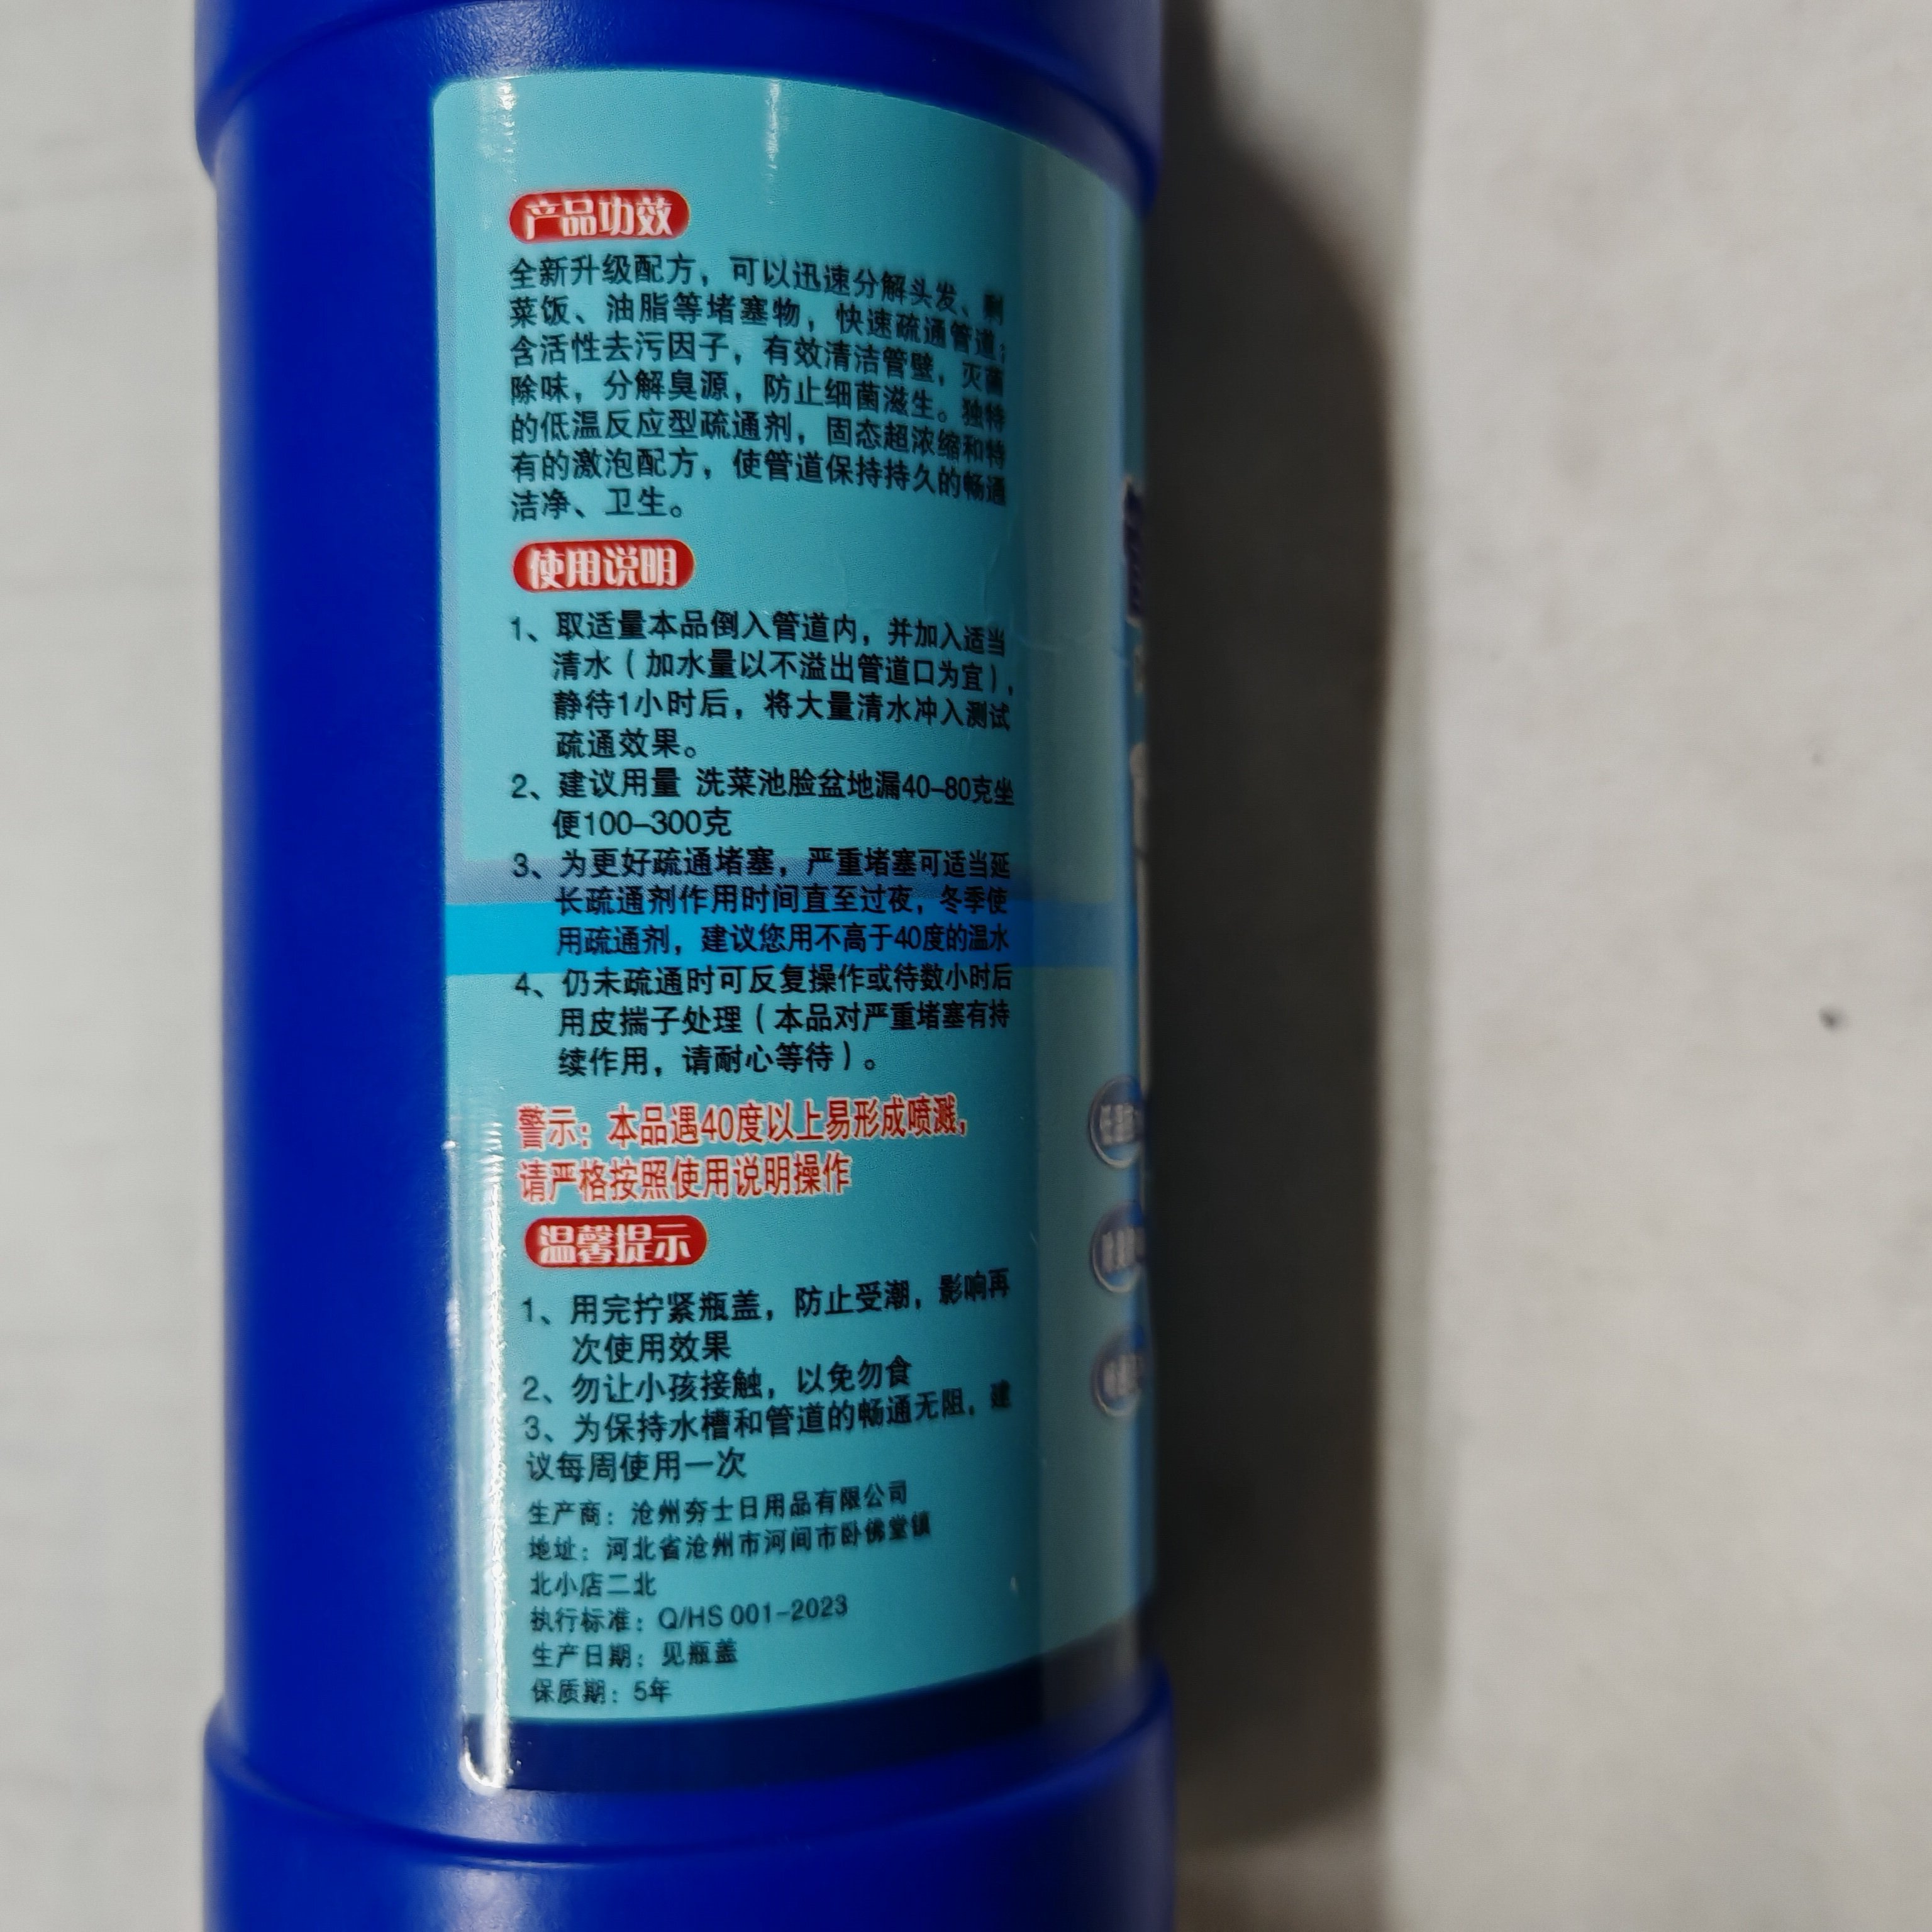 产品功效
全新升级配方，可以迅速分解头发、剩
菜饭、油脂等堵塞物，快速疏通管道；
含活性去污因子，有效清洁管壁，灭菌
除味，分解臭源，防止细菌滋生。独特
的低温反应型疏通剂，固态超浓缩和特
有的激泡配方，使管道保持持久的畅通
洁净、卫生。
使用说明
1、取适量本品倒入管道内，并加入适当
清水（加水量以不溢出管道口为宜），
静待1小时后，将大量清水冲入测试
疏通效果。
2、建议用量 洗菜池脸盆地漏40-80克坐
便100-300克
3、为更好疏通堵塞，严重堵塞可适当延
长疏通剂作用时间直至过夜，冬季使
用疏通剂，建议您用不高于40度的温水
4、仍未疏通时可反复操作或待数小时后
用皮揣子处理（本品对严重堵塞有持
续作用，请耐心等待）。
警示：本品遇40度以上易形成喷溅，
请严格按照使用说明操作
温馨提示
1、用完拧紧瓶盖，防止受潮，影响再
次使用效果
2、勿让小孩接触，以免勿食
3、为保持水槽和管道的畅通无阻，建
议每周使用一次
生产商：沧州夯士日用品有限公司
地址：河北省沧州市河间市卧佛堂镇
北小店二北
执行标准：Q/HS 001-2023
生产日期：见瓶盖
保质期：5年